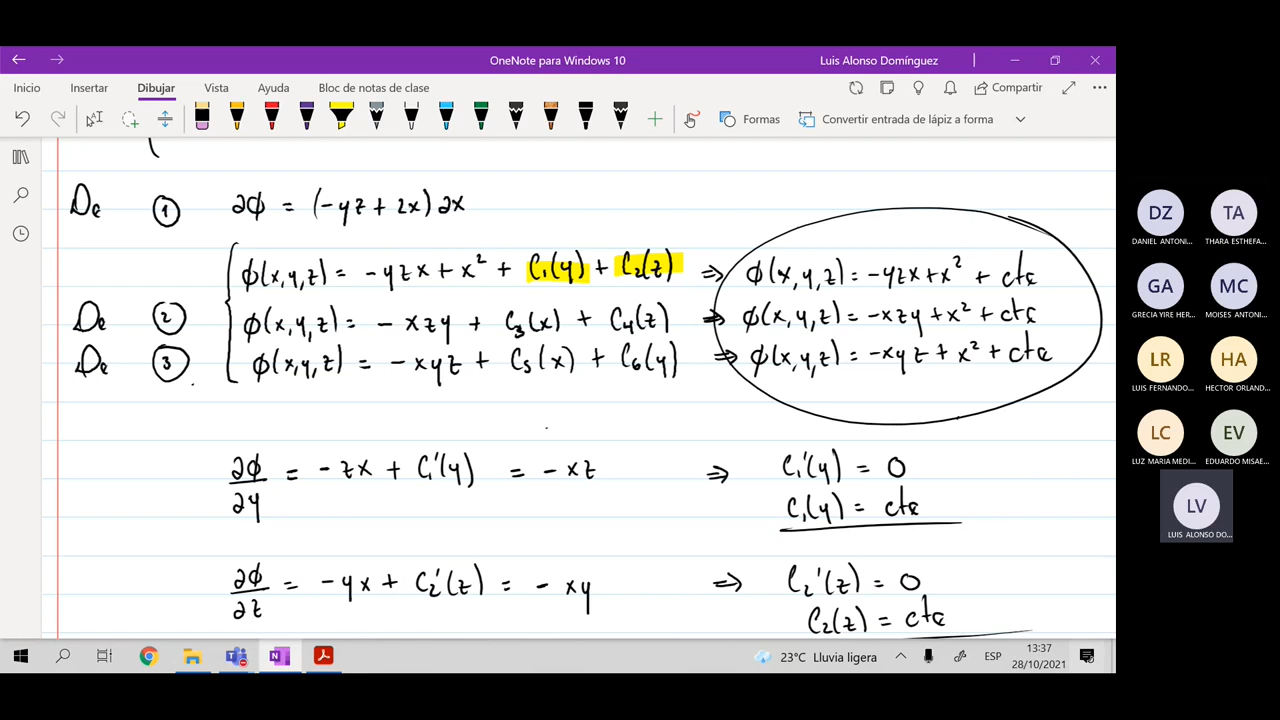 OneNote para Windows 10
Luis Alonso Domínguez
Inicio Insertar Dibujar Vista Ayuda Bloc de notas de clase
Compartir
Formas
Convertir entrada de lápiz a forma
De ① ∂ϕ = (-yz + 2x) ∂x
ϕ(x,y,z) = -yzx + x² + C₁(y) + C₂(z) ⇒ ϕ(x,y,z) = -yzx + x² + cte
De ② ϕ(x,y,z) = - xzy + C₃(x) + C₄(z) ⇒ ϕ(x,y,z) = -xzy + x² + cte
De ③ ϕ(x,y,z) = - xyz + C₅(x) + C₆(y) ⇒ ϕ(x,y,z) = -xyz + x² + cte
∂ϕ/∂y = - zx + C₁'(y) = - xz ⇒ C₁'(y) = 0
C₁(y) = cte
∂ϕ/∂z = - yx + C₂'(z) = - xy ⇒ C₂'(z) = 0
C₂(z) = cte
DZ
DANIEL ANTONI...
TA
THARA ESTHEFA...
GA
GRECIA YIRE HER...
MC
MOISES ANTONI...
LR
LUIS FERNANDO...
HA
HECTOR ORLAND...
LC
LUZ MARIA MEDI...
EV
EDUARDO MISAE...
LV
LUIS ALONSO DO...
23°C Lluvia ligera
ESP
13:37
28/10/2021